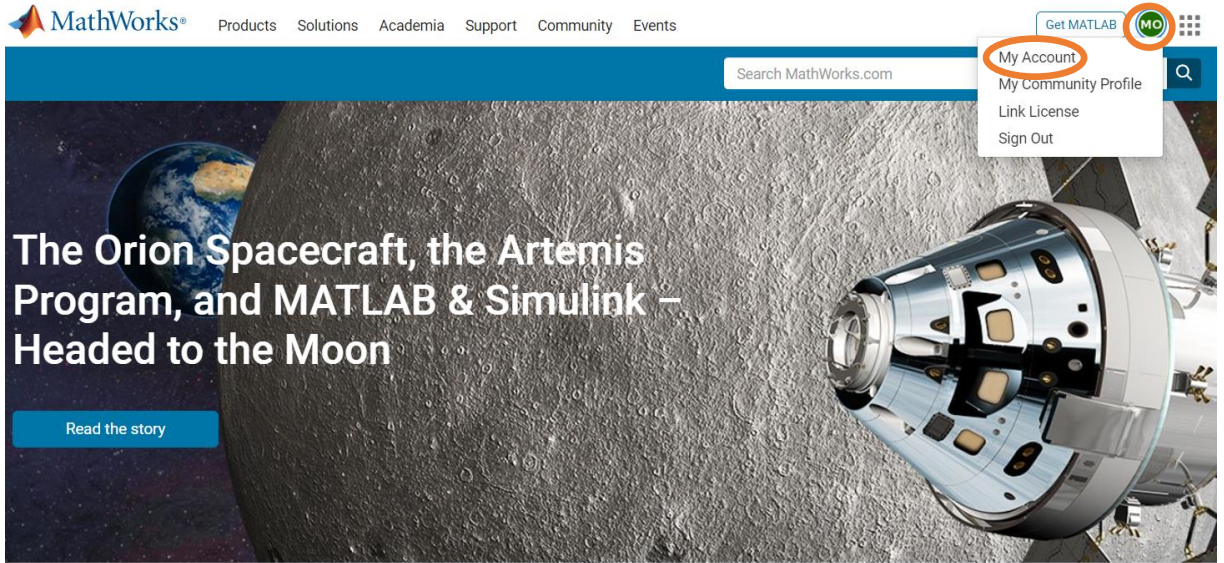 MathWorks®
Products Solutions Academia Support Community Events
Get MATLAB
MO
My Account
My Community Profile
Link License
Sign Out
Search MathWorks.com
The Orion Spacecraft, the Artemis
Program, and MATLAB & Simulink –
Headed to the Moon
Read the story